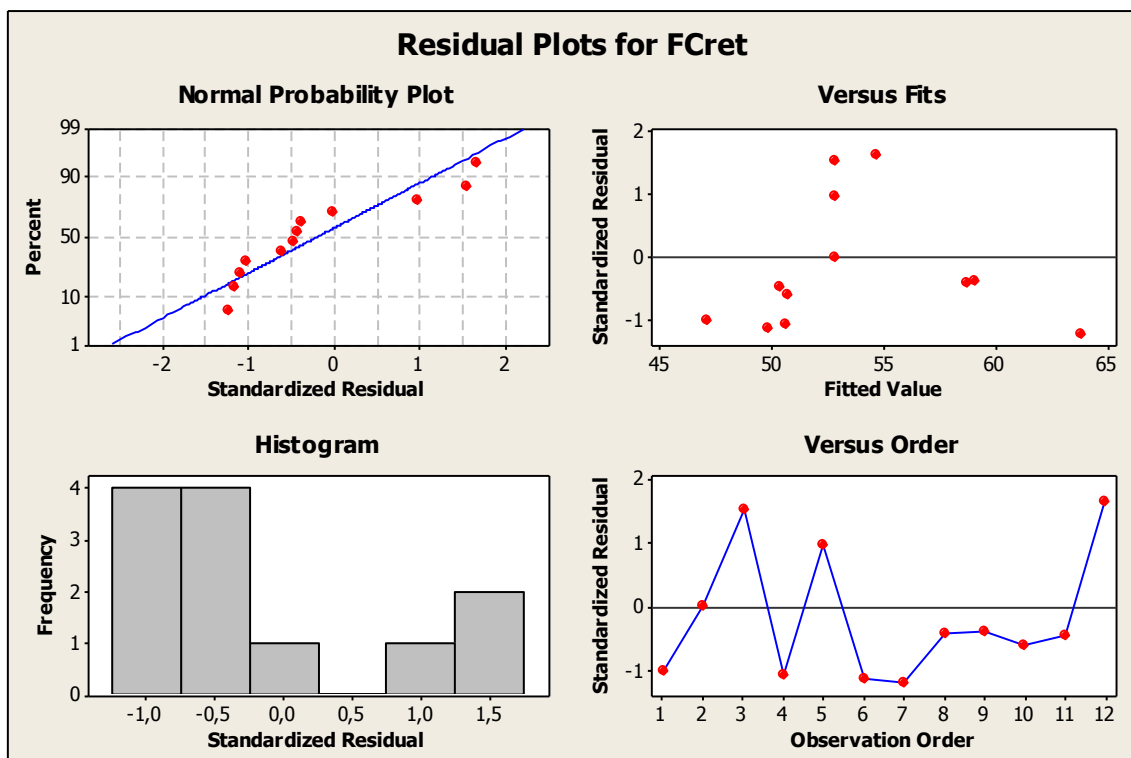 Residual Plots for FCret
Normal Probability Plot
99
90
50
10
1
Percent
-2 -1 0 1 2
Standardized Residual
Versus Fits
2
1
0
-1
Standardized Residual
45 50 55 60 65
Fitted Value
Histogram
4
3
2
1
0
Frequency
-1,0 -0,5 0,0 0,5 1,0 1,5
Standardized Residual
Versus Order
2
1
0
-1
Standardized Residual
1 2 3 4 5 6 7 8 9 10 11 12
Observation Order